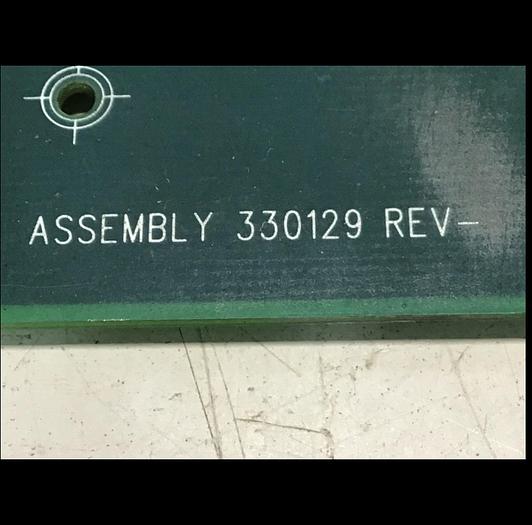 ASSEMBLY 330129 REV-